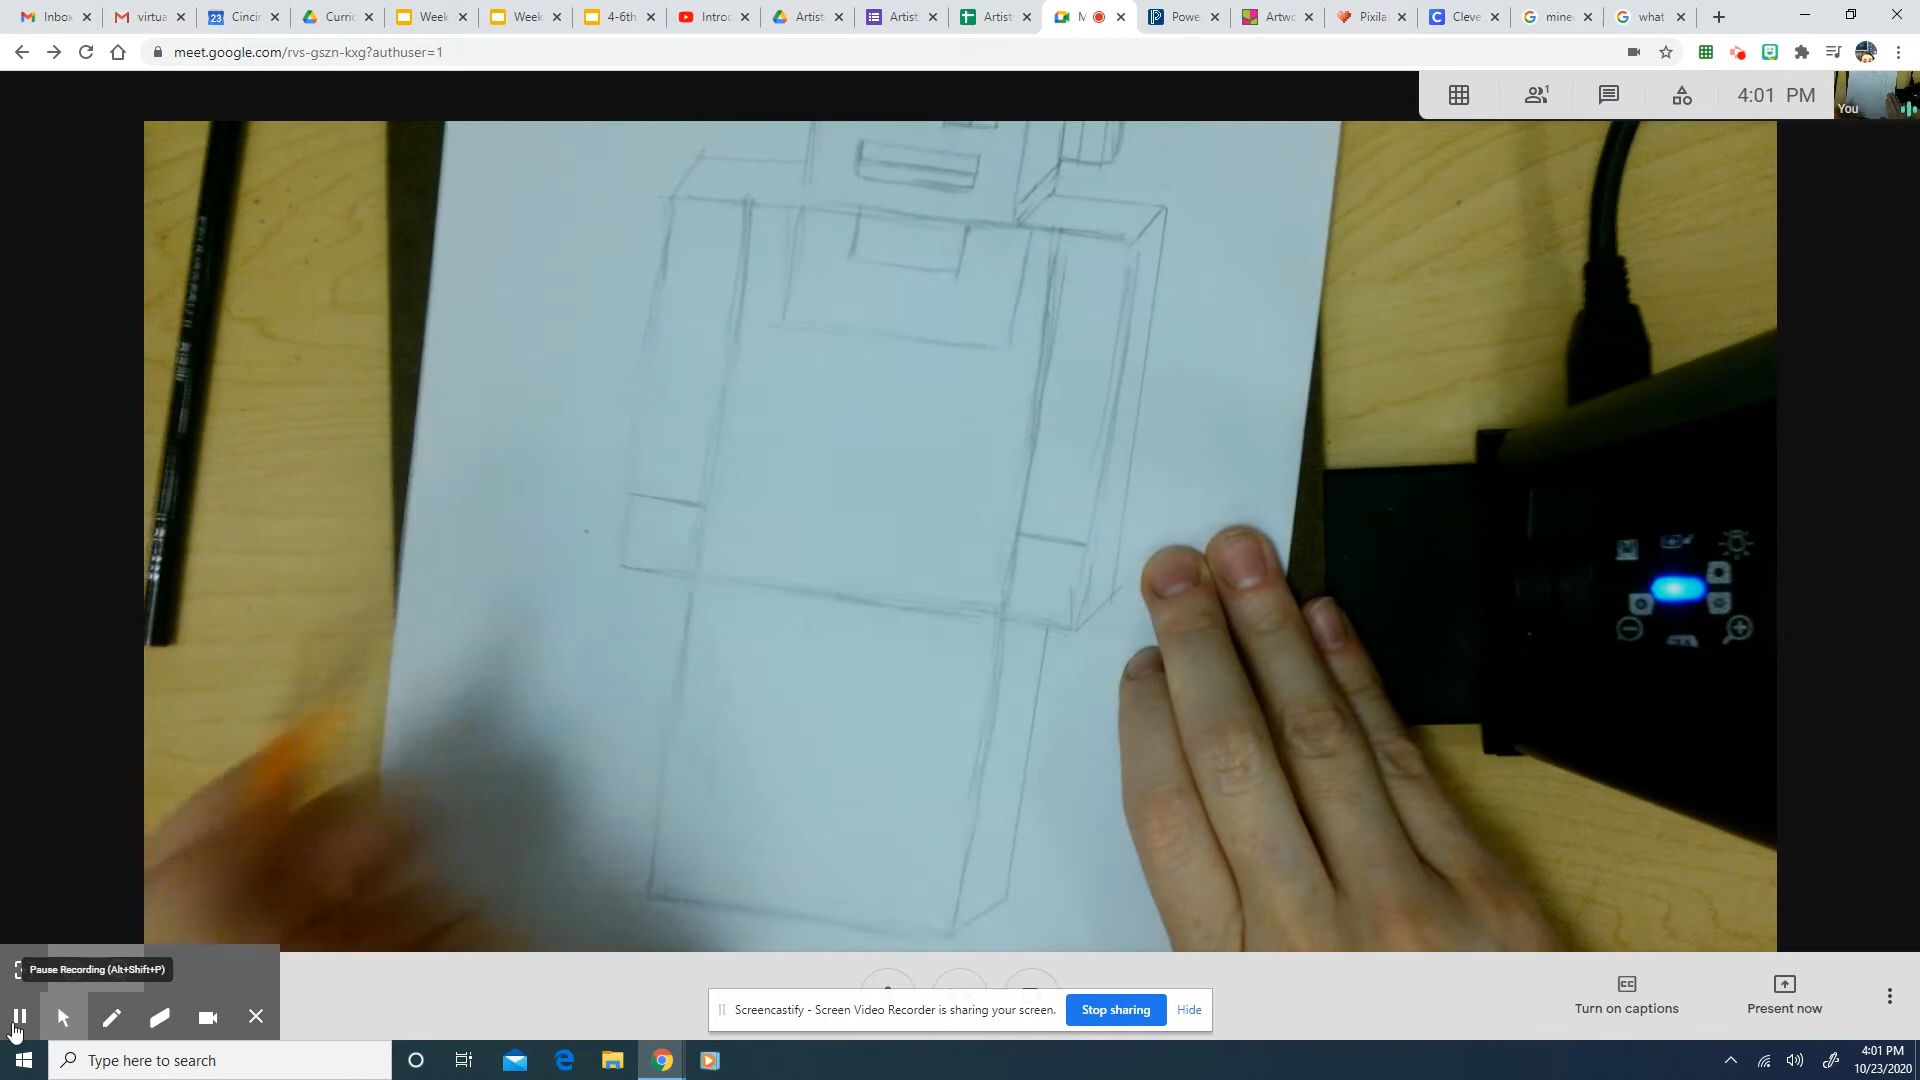 Inbox
virtua
23
Cincin
Curric
Week
Week
4-6th
Introc
Artist
Artist
Artist
M
Powe
Artwo
Pixila
Cleve
mine
what
meet.google.com/rvs-gszn-kxg?authuser=1
1
4:01 PM
You
Pause Recording (Alt+Shift+P)
Screencastify - Screen Video Recorder is sharing your screen.
Stop sharing
Hide
Turn on captions
Present now
Type here to search
4:01 PM
10/23/2020